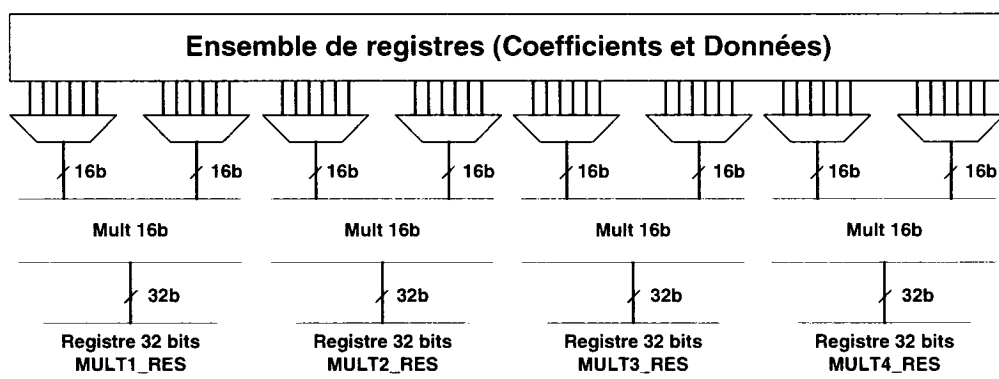 Ensemble de registres (Coefficients et Données)
16b 16b 16b 16b 16b 16b 16b 16b
Mult 16b Mult 16b Mult 16b Mult 16b
32b 32b 32b 32b
Registre 32 bits Registre 32 bits Registre 32 bits Registre 32 bits
MULT1_RES MULT2_RES MULT3_RES MULT4_RES